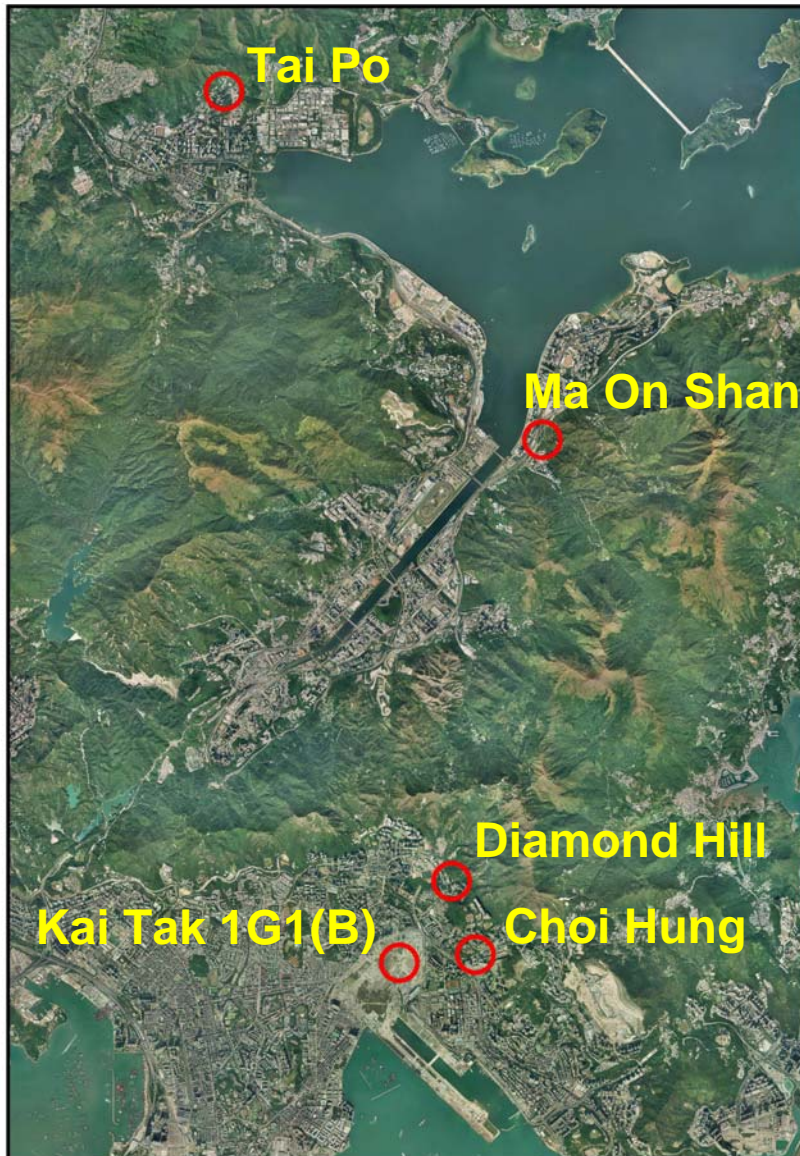 Tai Po
Ma On Shan
Diamond Hill
Kai Tak 1G1(B)
Choi Hung